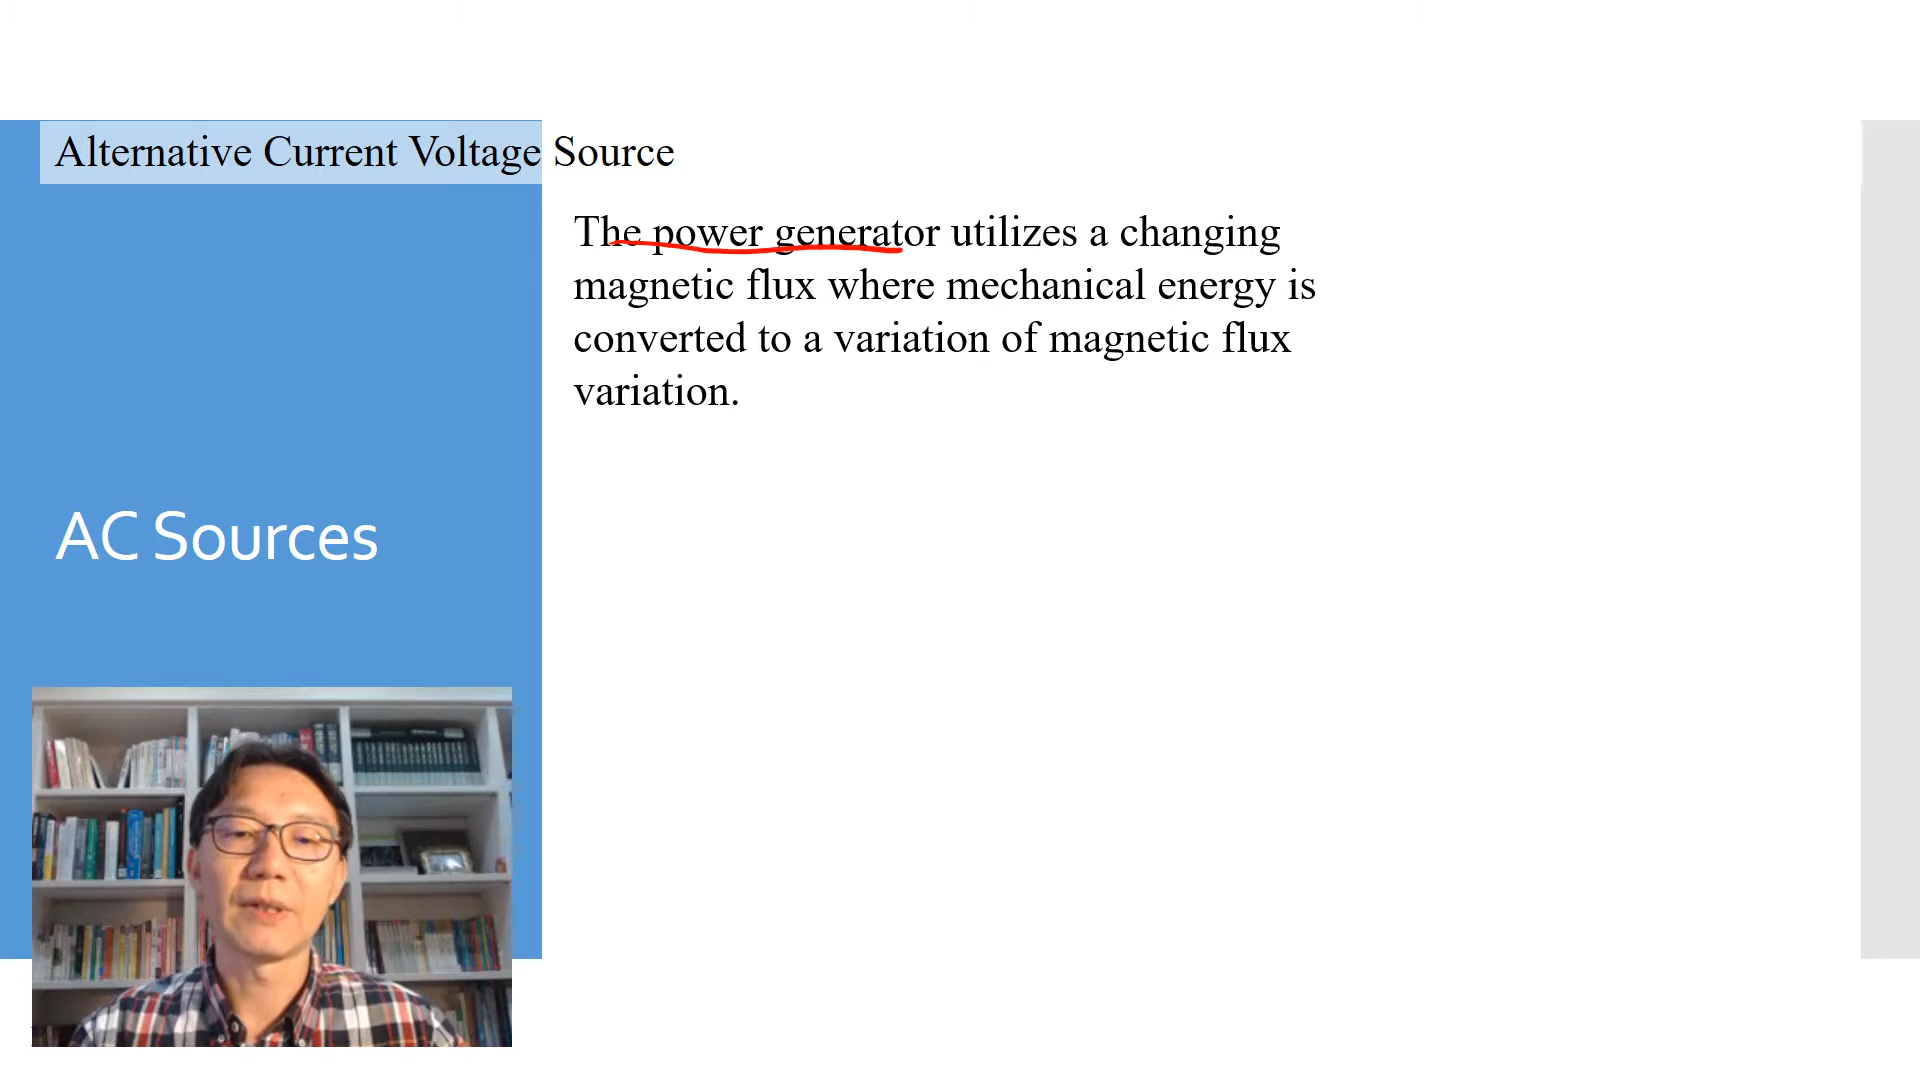 Alternative Current Voltage Source
The power generator utilizes a changing
magnetic flux where mechanical energy is
converted to a variation of magnetic flux
variation.
AC Sources